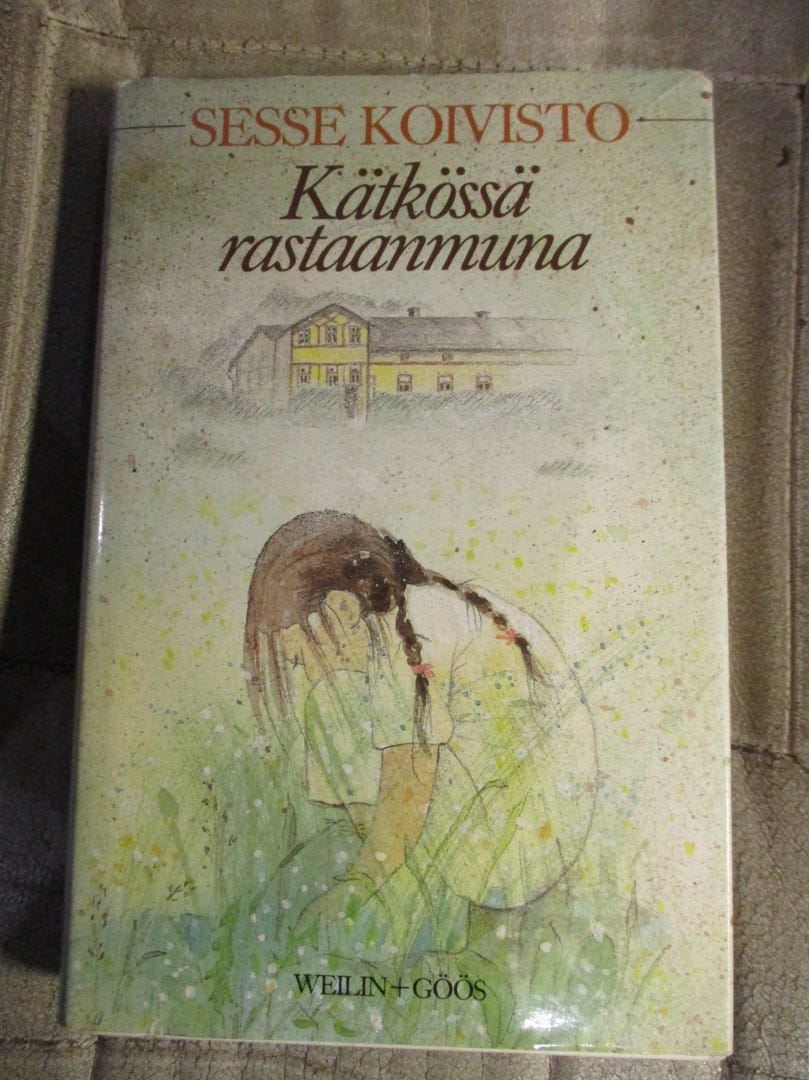 SESSE KOIVISTO
Kätkössä
rastaanmuna
WEILIN+GÖÖS